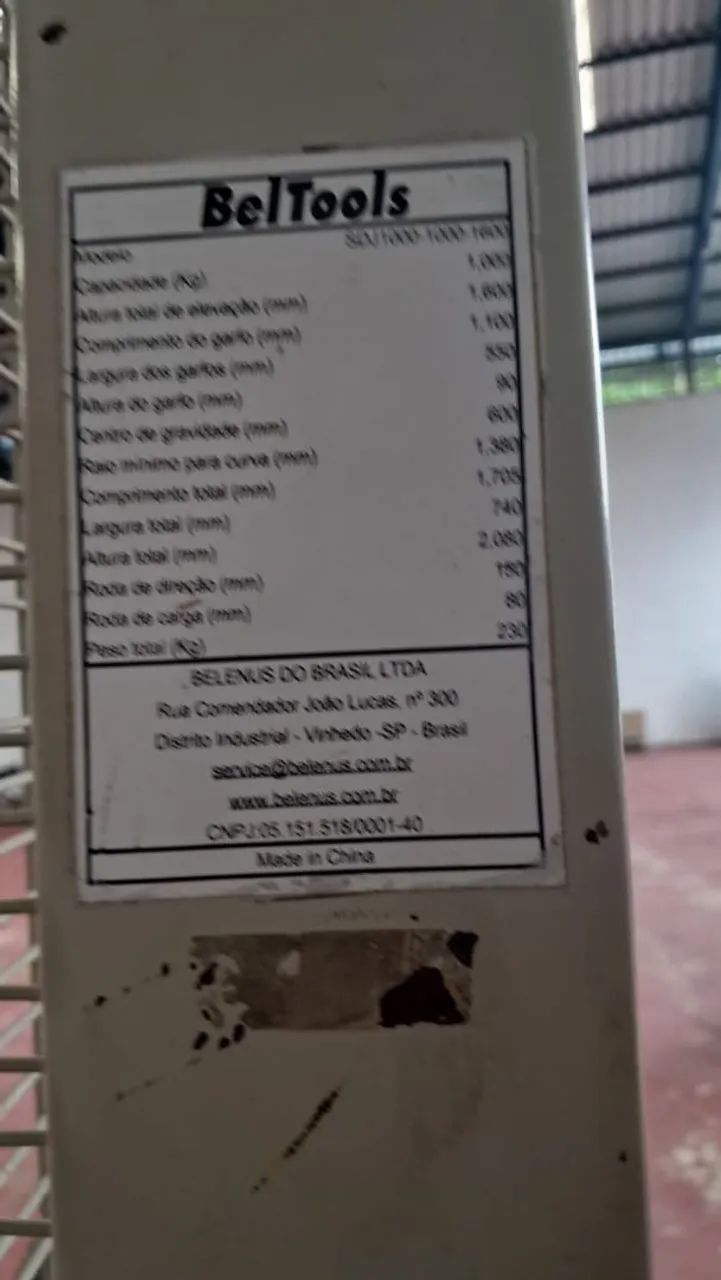 BelTools
Modelo SDJ1000-1000-1600
Capacidade (Kg) 1,000
Altura total de elevação (mm) 1,600
Comprimento do garfo (mm) 1,100
Largura dos garfos (mm) 550
Altura do garfo (mm) 90
Centro de gravidade (mm) 600
Raio mínimo para curva (mm) 1,380
Comprimento total (mm) 1,705
Largura total (mm) 740
Altura total (mm) 2,080
Roda de direção (mm) 150
Roda de carga (mm) 80
Peso total (Kg) 230
BELENUS DO BRASIL LTDA
Rua Comendador João Lucas, nº 300
Distrito Industrial - Vinhedo -SP - Brasil
service@belenus.com.br
www.belenus.com.br
CNPJ:05.151.518/0001-40
Made in China